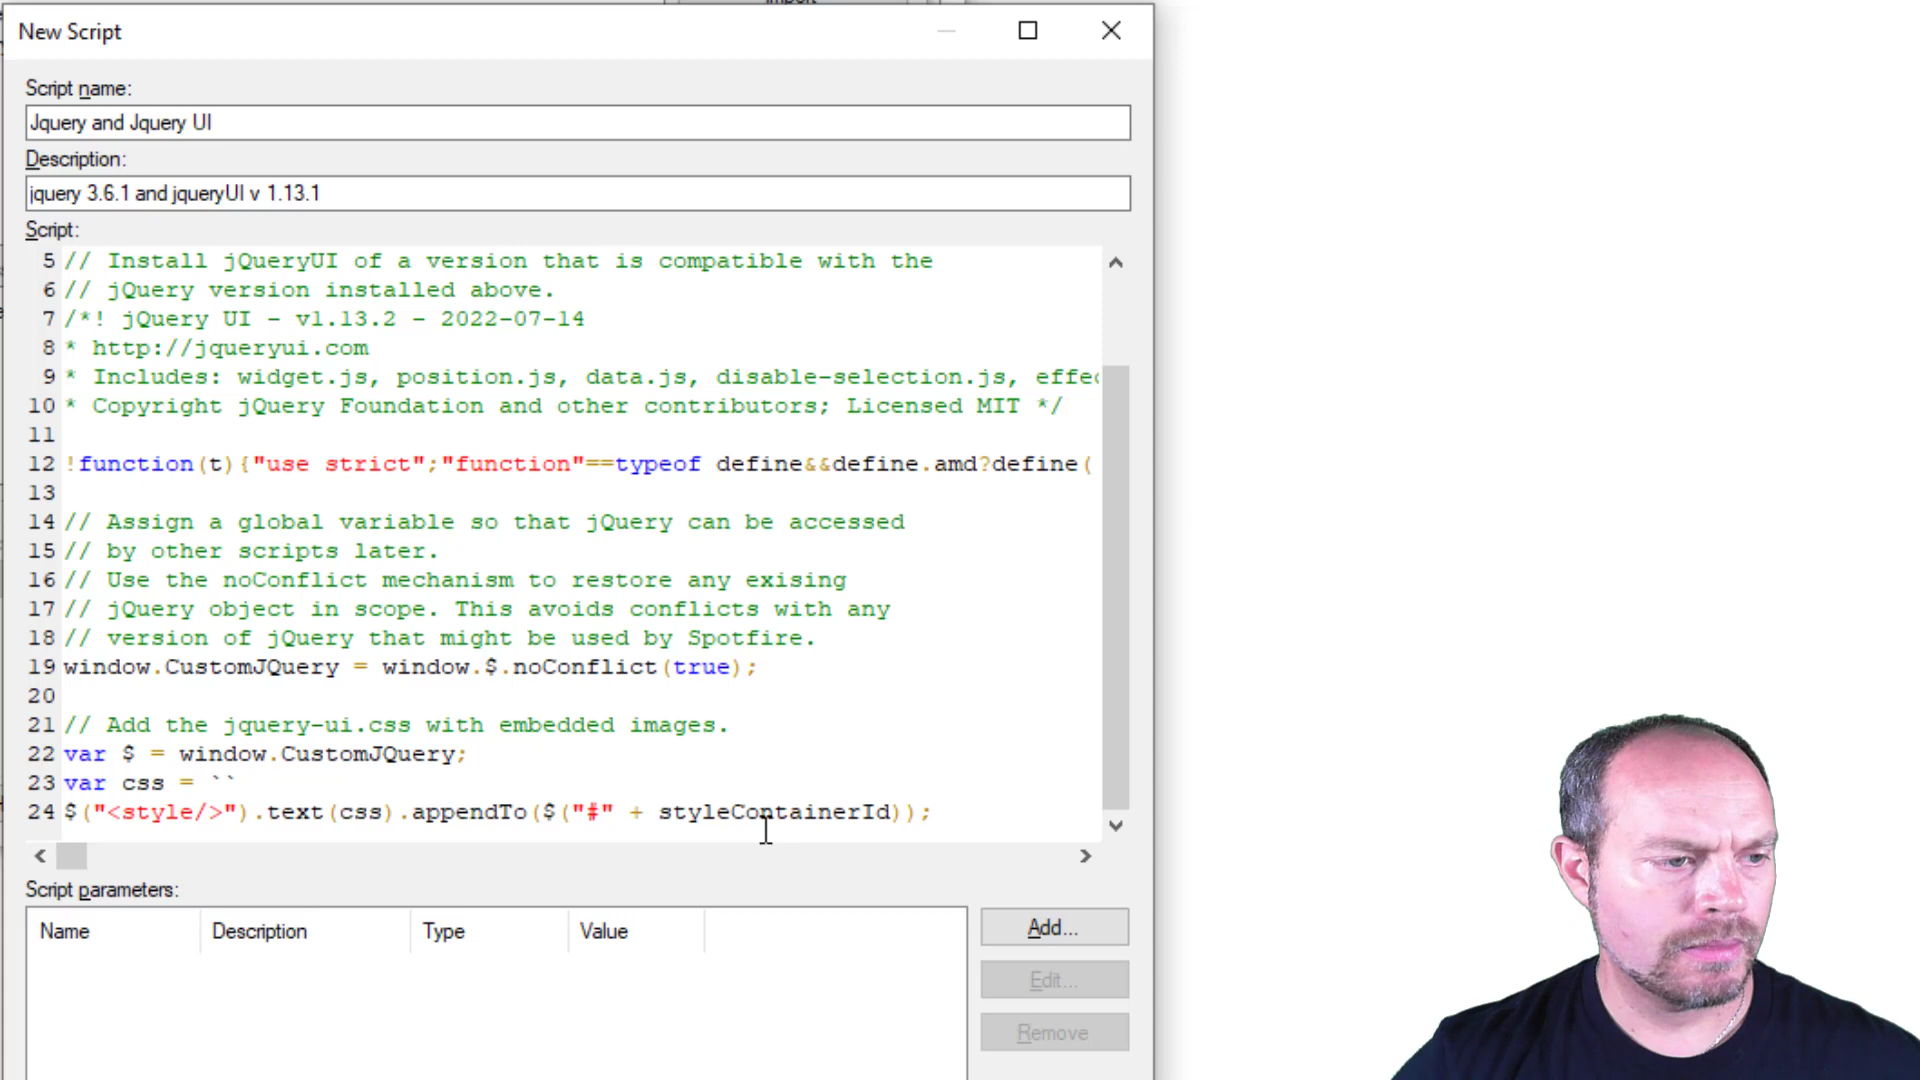 New Script
Script name:
Jquery and Jquery UI
Description:
jquery 3.6.1 and jqueryUI v 1.13.1
Script:
5 // Install jQueryUI of a version that is compatible with the
6 // jQuery version installed above.
7 /*! jQuery UI - v1.13.2 - 2022-07-14
8 * http://jqueryui.com
9 * Includes: widget.js, position.js, data.js, disable-selection.js, effec
10 * Copyright jQuery Foundation and other contributors; Licensed MIT */
11
12 !function(t){"use strict";"function"==typeof define&&define.amd?define(
13
14 // Assign a global variable so that jQuery can be accessed
15 // by other scripts later.
16 // Use the noConflict mechanism to restore any exising
17 // jQuery object in scope. This avoids conflicts with any
18 // version of jQuery that might be used by Spotfire.
19 window.CustomJQuery = window.$.noConflict(true);
20
21 // Add the jquery-ui.css with embedded images.
22 var $ = window.CustomJQuery;
23 var css = ``
24 $("<style/>").text(css).appendTo($("#" + styleContainerId));
Script parameters:
Name Description Type Value
Add...
Edit...
Remove